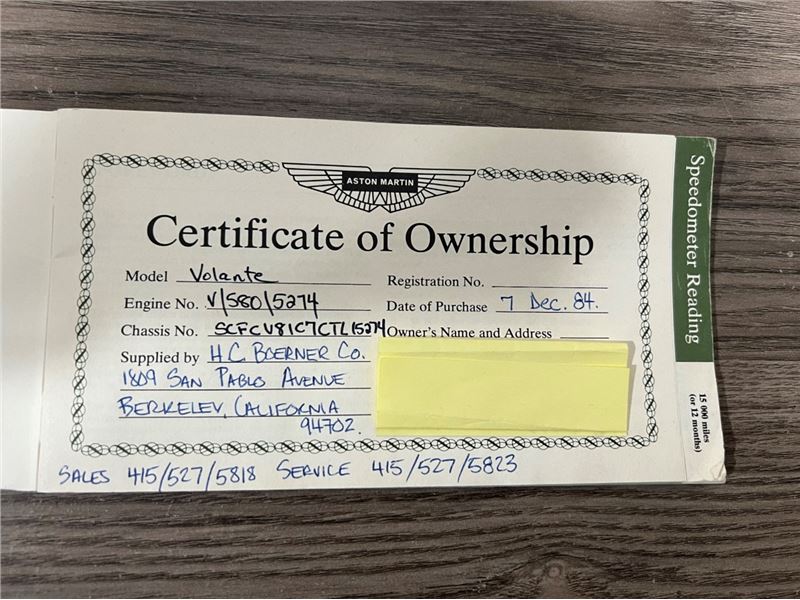 ASTON MARTIN
Certificate of Ownership
Model Volante
Registration No.
Engine No. V/580/5274
Date of Purchase 7 Dec. 84.
Chassis No. SCFCV81C7CTL15274
Owner's Name and Address
Supplied by H C BOERNER CO.
1809 SAN PABLO AVENUE
BERKELEY, CALIFORNIA
94702.
SALES 415/527/5818 SERVICE 415/527/5823
Speedometer Reading
15 000 miles
(or 12 months)